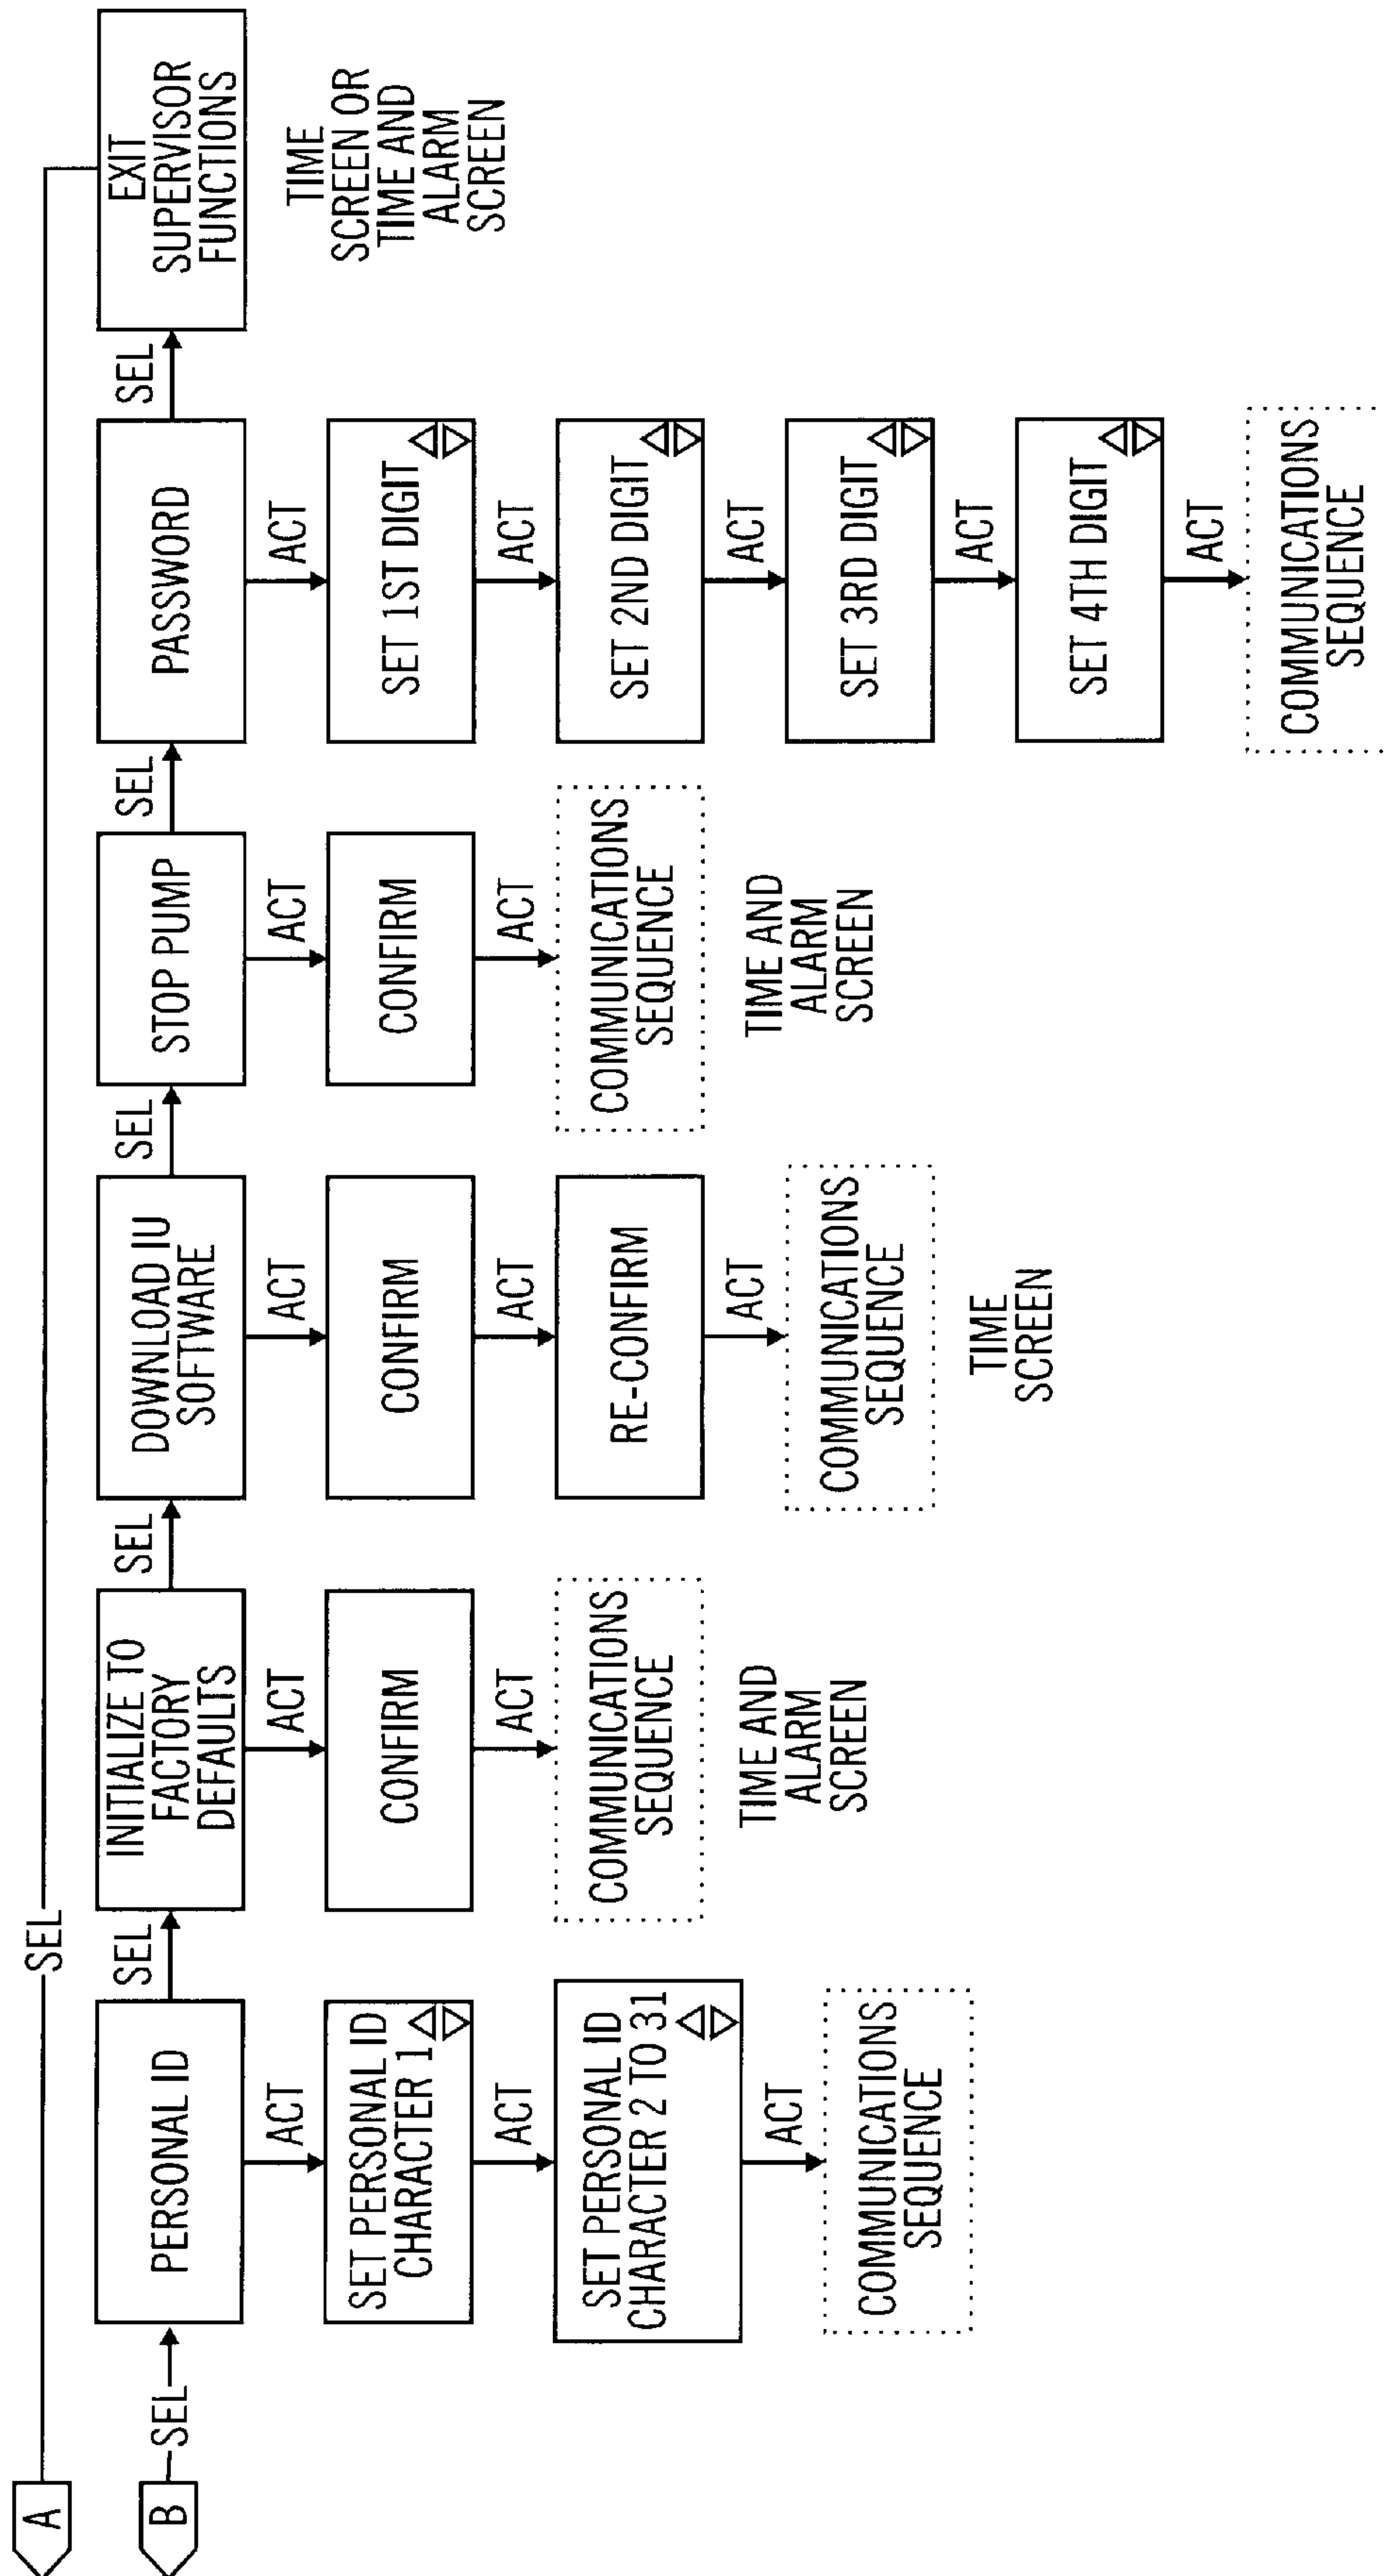 A
SEL
B
SEL
PERSONAL ID
SEL
INITIALIZE TO
FACTORY
DEFAULTS
SEL
DOWNLOAD IU
SOFTWARE
SEL
STOP PUMP
SEL
PASSWORD
SEL
EXIT
SUPERVISOR
FUNCTIONS
ACT
SET PERSONAL ID
CHARACTER 1
ACT
SET PERSONAL ID
CHARACTER 2 TO 31
ACT
COMMUNICATIONS
SEQUENCE
ACT
CONFIRM
ACT
COMMUNICATIONS
SEQUENCE
TIME AND
ALARM
SCREEN
ACT
CONFIRM
ACT
RE-CONFIRM
ACT
COMMUNICATIONS
SEQUENCE
TIME
SCREEN
ACT
CONFIRM
ACT
COMMUNICATIONS
SEQUENCE
TIME AND
ALARM
SCREEN
ACT
SET 1ST DIGIT
ACT
SET 2ND DIGIT
ACT
SET 3RD DIGIT
ACT
SET 4TH DIGIT
ACT
COMMUNICATIONS
SEQUENCE
TIME
SCREEN OR
TIME AND
ALARM
SCREEN